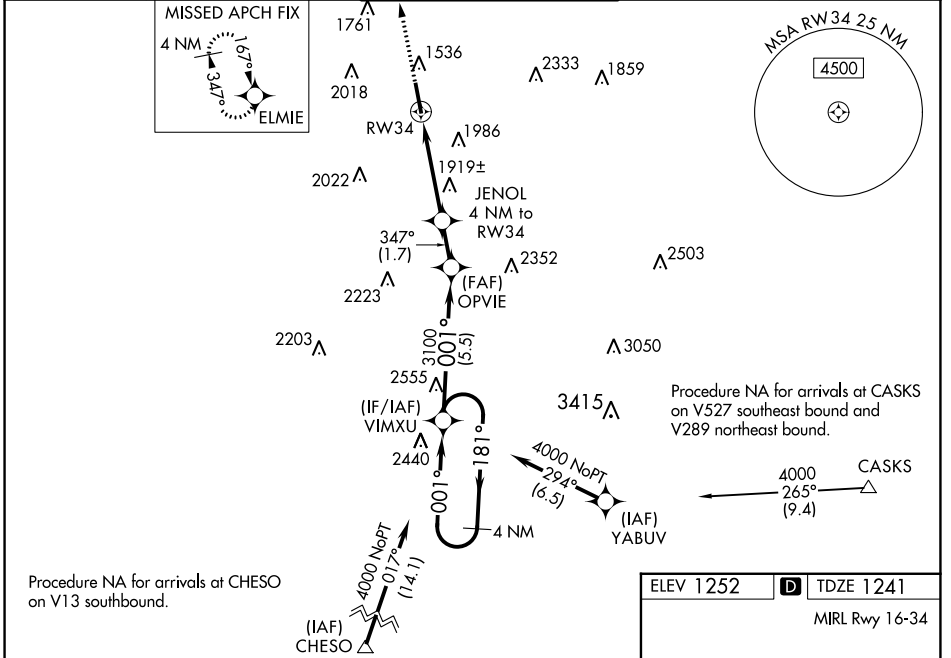 MISSED APCH FIX
4 NM
167°
347°
ELMIE
1761
1536
2018
2333
1859
MSA RW34 25 NM
4500
RW34
1986
1919±
2022
JENOL
4 NM to
RW34
347°
(1.7)
2352
2503
(FAF)
OPVIE
2223
3100
001°
(5.5)
2203
3050
2555
(IF/IAF)
VIMXU
3415
Procedure NA for arrivals at CASKS
on V527 southeast bound and
V289 northeast bound.
2440
001°
181°
4 NM
4000 NoPT
294°
(6.5)
(IAF)
YABUV
4000
265°
(9.4)
CASKS
4000 NoPT
017°
(14.1)
Procedure NA for arrivals at CHESO
on V13 southbound.
(IAF)
CHESO
ELEV 1252
D
TDZE 1241
MIRL Rwy 16-34